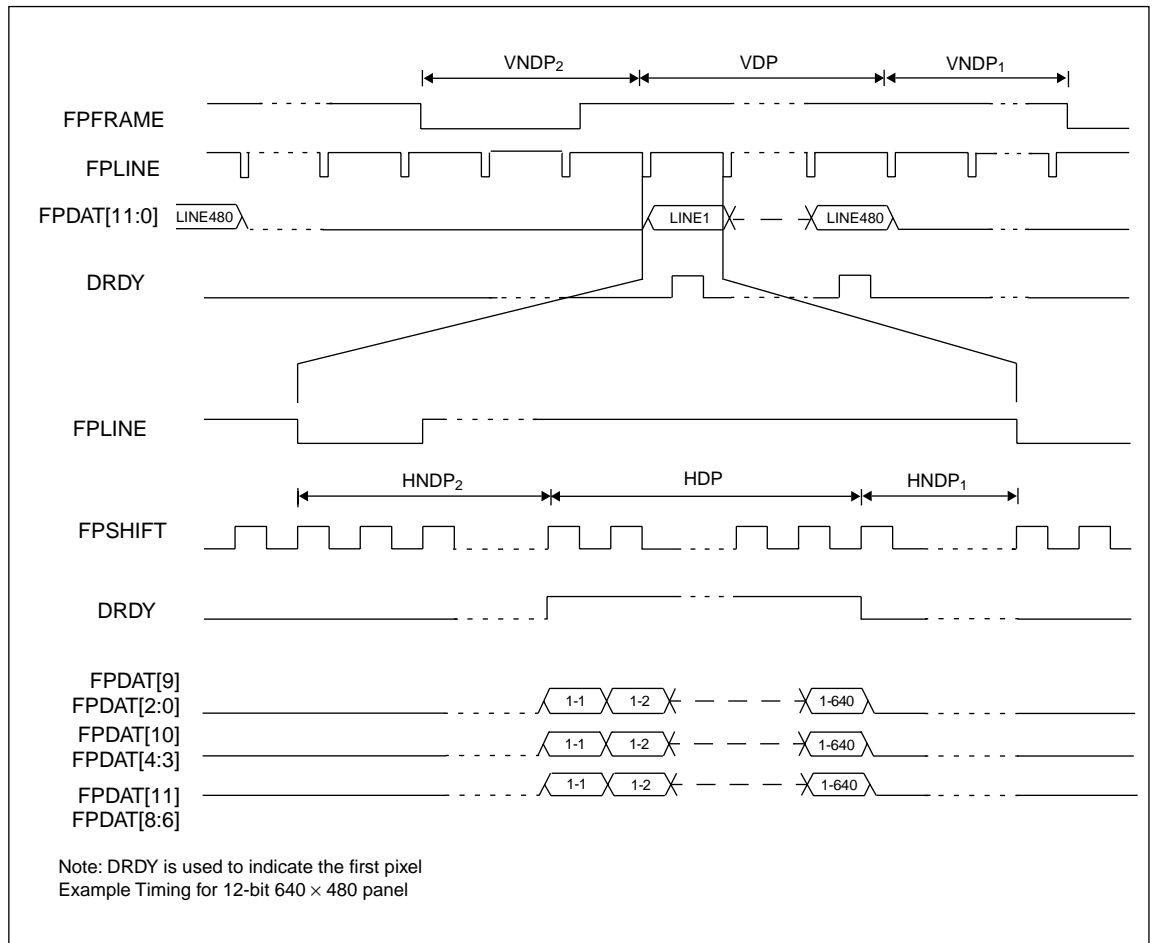 VNDP2 VDP VNDP1
FPFRAME
FPLINE
FPDAT[11:0] LINE480 LINE1 LINE480
DRDY
FPLINE
HNDP2 HDP HNDP1
FPSHIFT
DRDY
FPDAT[9]
FPDAT[2:0] 1-1 1-2 1-640
FPDAT[10]
FPDAT[4:3] 1-1 1-2 1-640
FPDAT[11] 1-1 1-2 1-640
FPDAT[8:6]
Note: DRDY is used to indicate the first pixel
Example Timing for 12-bit 640 × 480 panel